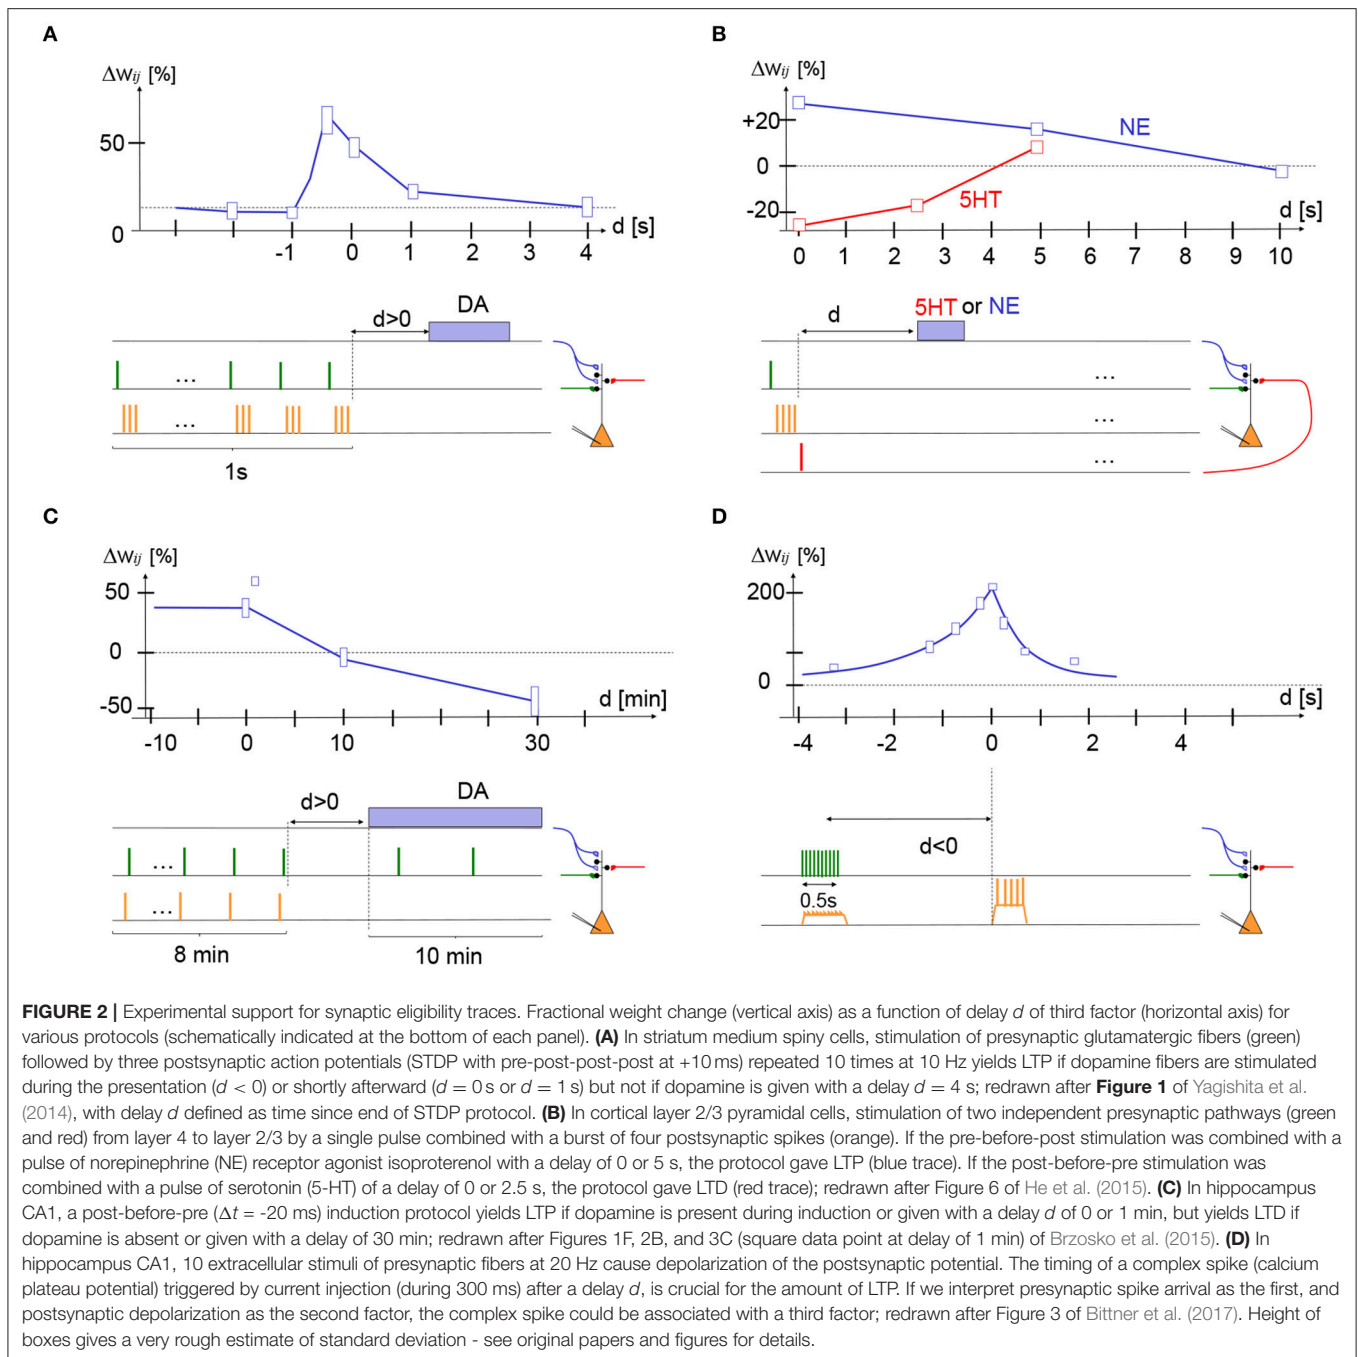 A
Δwij [%]
50
0
-1
0
1
2
3
4
d [s]
d>0
DA
...
...
1s
B
Δwij [%]
+20
0
-20
NE
5HT
d [s]
0 1 2 3 4 5 6 7 8 9 10
5HT or NE
d
...
...
...
C
Δwij [%]
50
0
-50
d [min]
-10 0 10 30
d>0
DA
...
...
8 min
10 min
D
Δwij [%]
200
0
d [s]
-4 -2 0 2 4
d<0
0.5s
FIGURE 2 | Experimental support for synaptic eligibility traces. Fractional weight change (vertical axis) as a function of delay d of third factor (horizontal axis) for
various protocols (schematically indicated at the bottom of each panel). (A) In striatum medium spiny cells, stimulation of presynaptic glutamatergic fibers (green)
followed by three postsynaptic action potentials (STDP with pre-post-post-post at +10 ms) repeated 10 times at 10 Hz yields LTP if dopamine fibers are stimulated
during the presentation (d < 0) or shortly afterward (d = 0 s or d = 1 s) but not if dopamine is given with a delay d = 4 s; redrawn after Figure 1 of Yagishita et al.
(2014), with delay d defined as time since end of STDP protocol. (B) In cortical layer 2/3 pyramidal cells, stimulation of two independent presynaptic pathways (green
and red) from layer 4 to layer 2/3 by a single pulse combined with a burst of four postsynaptic spikes (orange). If the pre-before-post stimulation was combined with a
pulse of norepinephrine (NE) receptor agonist isoproterenol with a delay of 0 or 5 s, the protocol gave LTP (blue trace). If the post-before-pre stimulation was
combined with a pulse of serotonin (5-HT) of a delay of 0 or 2.5 s, the protocol gave LTD (red trace); redrawn after Figure 6 of He et al. (2015). (C) In hippocampus
CA1, a post-before-pre (Δt = -20 ms) induction protocol yields LTP if dopamine is present during induction or given with a delay d of 0 or 1 min, but yields LTD if
dopamine is absent or given with a delay of 30 min; redrawn after Figures 1F, 2B, and 3C (square data point at delay of 1 min) of Brzosko et al. (2015). (D) In
hippocampus CA1, 10 extracellular stimuli of presynaptic fibers at 20 Hz cause depolarization of the postsynaptic potential. The timing of a complex spike (calcium
plateau potential) triggered by current injection (during 300 ms) after a delay d, is crucial for the amount of LTP. If we interpret presynaptic spike arrival as the first, and
postsynaptic depolarization as the second factor, the complex spike could be associated with a third factor; redrawn after Figure 3 of Bittner et al. (2017). Height of
boxes gives a very rough estimate of standard deviation - see original papers and figures for details.